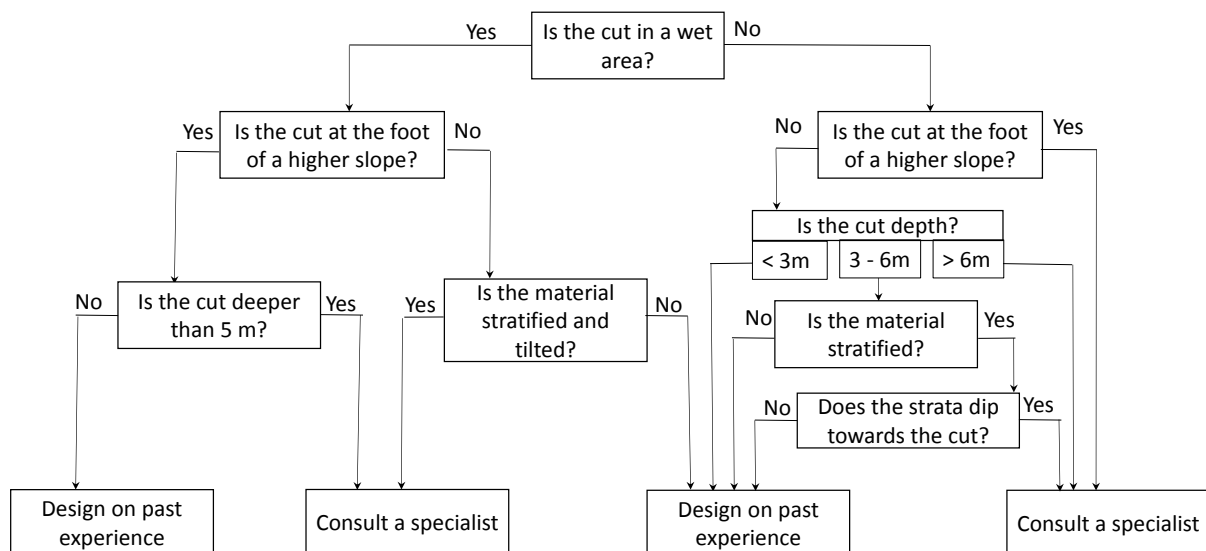 Yes
Is the cut in a wet
area?
No
Yes
Is the cut at the foot
of a higher slope?
No
No
Is the cut at the foot
of a higher slope?
Yes
Is the cut depth?
< 3m
3 - 6m
> 6m
No
Is the cut deeper
than 5 m?
Yes
Yes
Is the material
stratified and
tilted?
No
No
Is the material
stratified?
Yes
No
Does the strata dip
towards the cut?
Yes
Design on past
experience
Consult a specialist
Design on past
experience
Consult a specialist